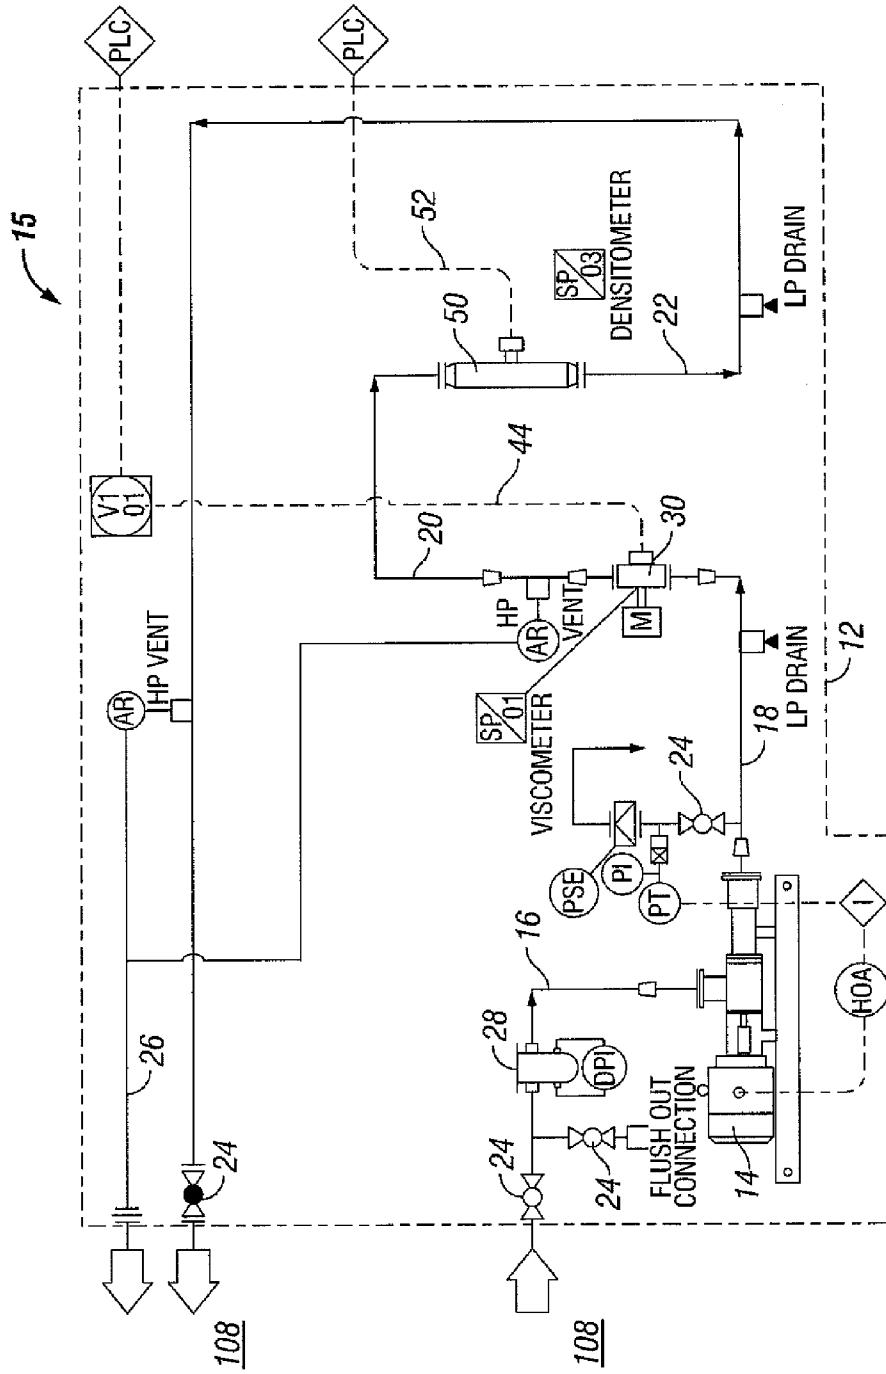 15
26
AR
V1
01
PLC
HP VENT
108
24
PLC
20
52
50
44
SP
01
HP
VENT
AR
VISCOMETER
SP
03
DENSITOMETER
108
24
28
16
24
DPI
PSE
PI
PT
M
30
22
FLUSH OUT
CONNECTION
24
14
18
LP DRAIN
LP DRAIN
12
HOA
I